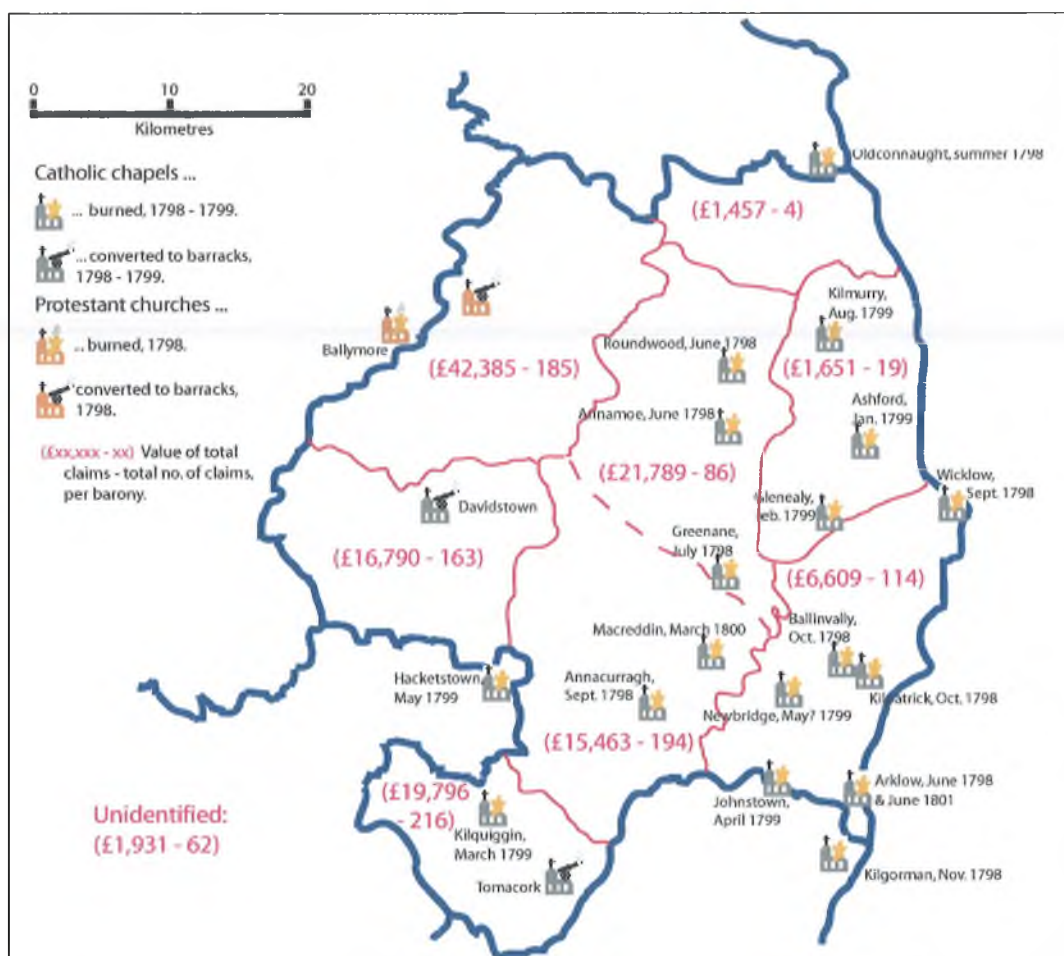 0 10 20
Kilometres
Catholic chapels ...
... burned, 1798 - 1799.
... converted to barracks,
1798 - 1799.
Protestant churches ...
... burned, 1798.
converted to barracks,
1798.
(£xx,xxx - xx) Value of total
claims - total no. of claims,
per barony.
Oldconnaught, summer 1798
(£1,457 - 4)
Kilmurry,
Aug. 1799
Ballymore
Roundwood, June 1798
(£42,385 - 185)
(£1,651 - 19)
Annamoe, June 1798
Ashford,
Jan. 1799
(£21,789 - 86)
Wicklow,
Sept. 1798
Davidstown
Glenealy,
Feb. 1799
Greenane,
July 1798
(£16,790 - 163)
(£6,609 - 114)
Macreddin, March 1800
Ballinvally,
Oct. 1798
Hacketstown,
May 1799
Annacurragh,
Sept. 1798
Kilpatrick, Oct. 1798
Newbridge, May? 1799
(£15,463 - 194)
(£19,796
- 216)
Arklow, June 1798
& June 1801
Johnstown,
April 1799
Unidentified:
(£1,931 - 62)
Kilquiggin,
March 1799
Kilgorman, Nov. 1798
Tomacork